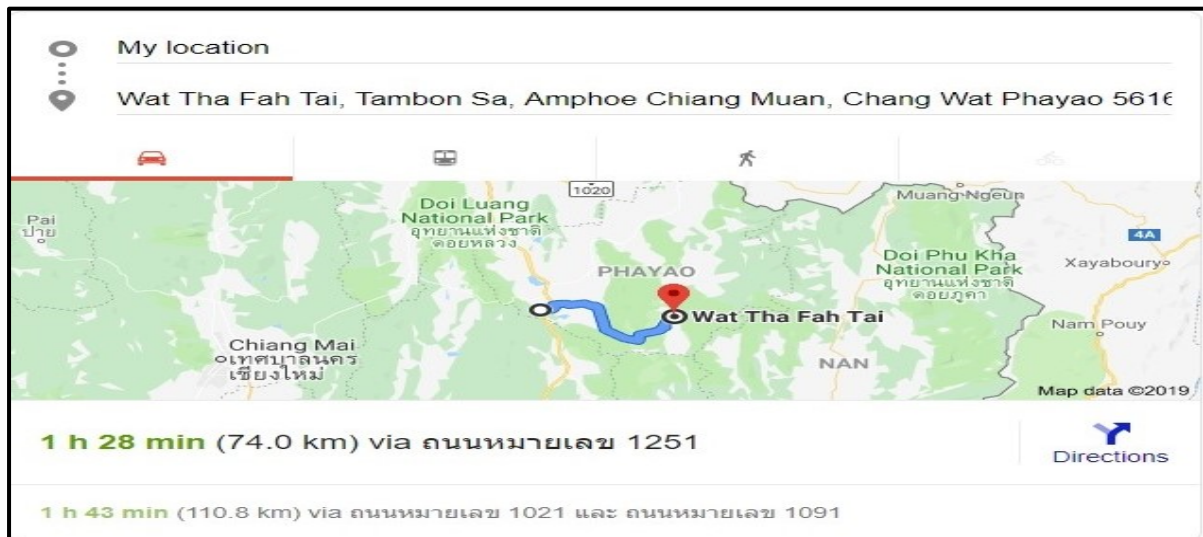 My location
Wat Tha Fah Tai, Tambon Sa, Amphoe Chiang Muan, Chang Wat Phayao 5616
1020
Muang Ngeun
Doi Luang
National Park
อุทยานแห่งชาติ
ดอยหลวง
Pai
ปาย
4A
Doi Phu Kha
National Park
อุทยานแห่งชาติ
ดอยภูคา
Xayaboury
PHAYAO
Wat Tha Fah Tai
Nam Pouy
Chiang Mai
เทศบาลนคร
เชียงใหม่
NAN
Map data ©2019
1 h 28 min (74.0 km) via ถนนหมายเลข 1251
Directions
1 h 43 min (110.8 km) via ถนนหมายเลข 1021 และ ถนนหมายเลข 1091